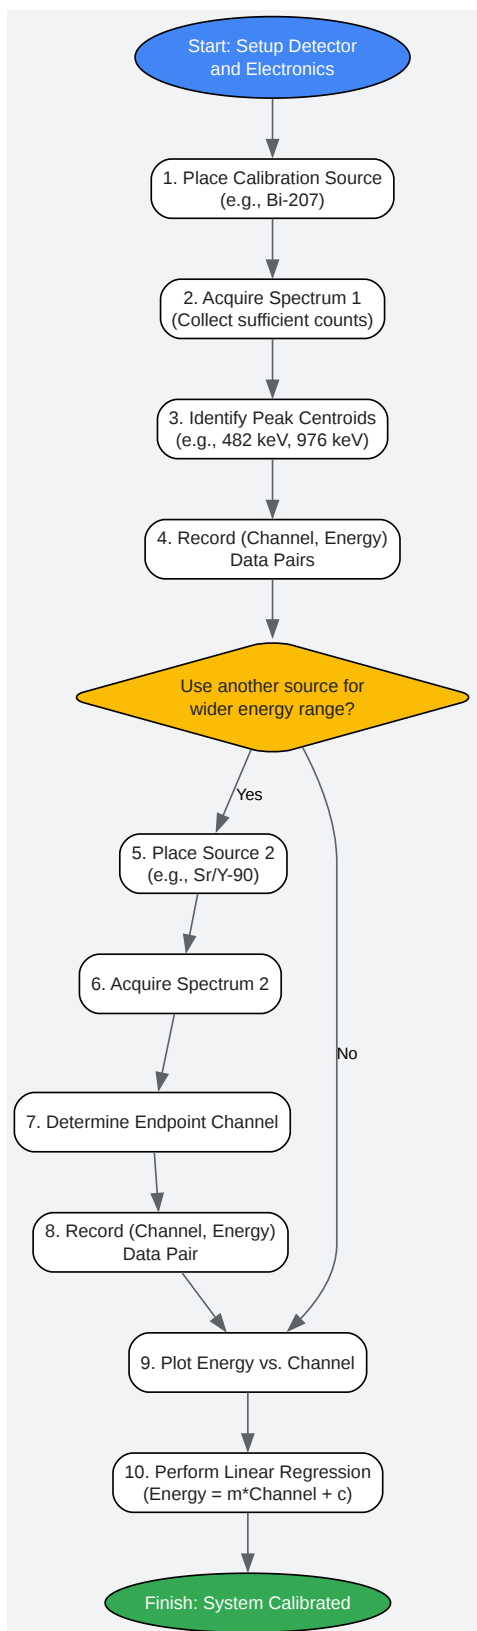 Start: Setup Detector
and Electronics
1. Place Calibration Source
(e.g., Bi-207)
2. Acquire Spectrum 1
(Collect sufficient counts)
3. Identify Peak Centroids
(e.g., 482 keV, 976 keV)
4. Record (Channel, Energy)
Data Pairs
Use another source for
wider energy range?
Yes
5. Place Source 2
(e.g., Sr/Y-90)
6. Acquire Spectrum 2
No
7. Determine Endpoint Channel
8. Record (Channel, Energy)
Data Pair
9. Plot Energy vs. Channel
10. Perform Linear Regression
(Energy = m*Channel + c)
Finish: System Calibrated